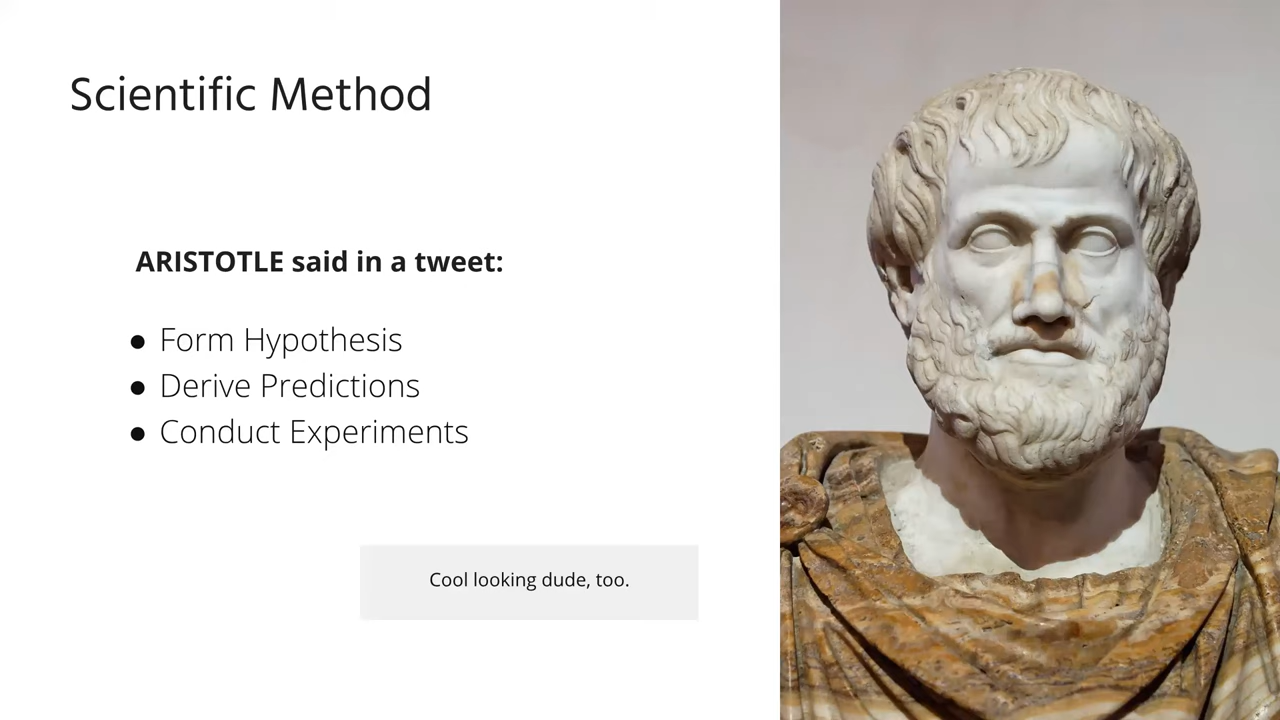 Scientific Method
ARISTOTLE said in a tweet:
● Form Hypothesis
● Derive Predictions
● Conduct Experiments
Cool looking dude, too.